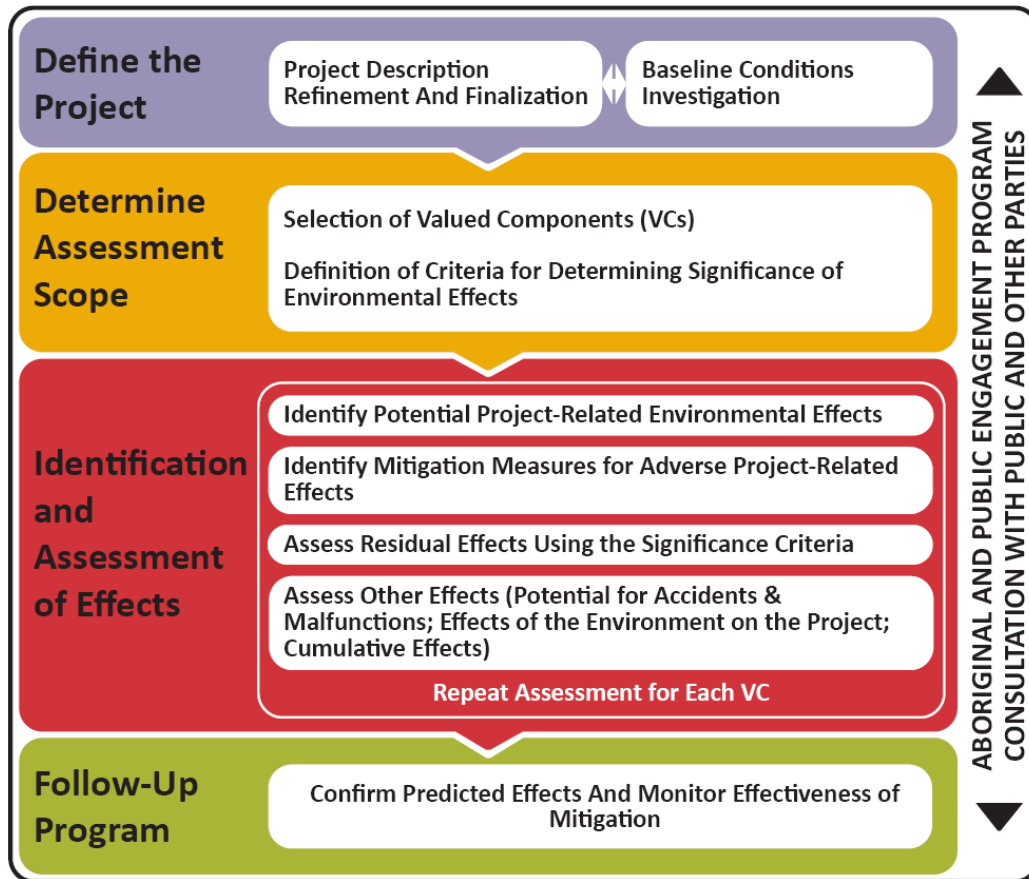 Define the
Project
Project Description
Refinement And Finalization
Baseline Conditions
Investigation
Determine
Assessment
Scope
Selection of Valued Components (VCs)
Definition of Criteria for Determining Significance of
Environmental Effects
Identification
and
Assessment
of Effects
Identify Potential Project-Related Environmental Effects
Identify Mitigation Measures for Adverse Project-Related
Effects
Assess Residual Effects Using the Significance Criteria
Assess Other Effects (Potential for Accidents &
Malfunctions; Effects of the Environment on the Project;
Cumulative Effects)
Repeat Assessment for Each VC
Follow-Up
Program
Confirm Predicted Effects And Monitor Effectiveness of
Mitigation
ABORIGINAL AND PUBLIC ENGAGEMENT PROGRAM
CONSULTATION WITH PUBLIC AND OTHER PARTIES